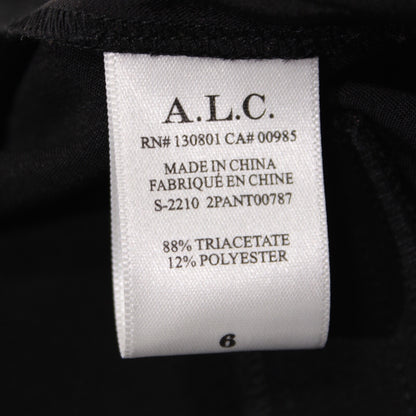 A.L.C.
RN# 130801 CA# 00985
MADE IN CHINA
FABRIQUÉ EN CHINE
S-2210 2PANT00787
88% TRIACETATE
12% POLYESTER
6